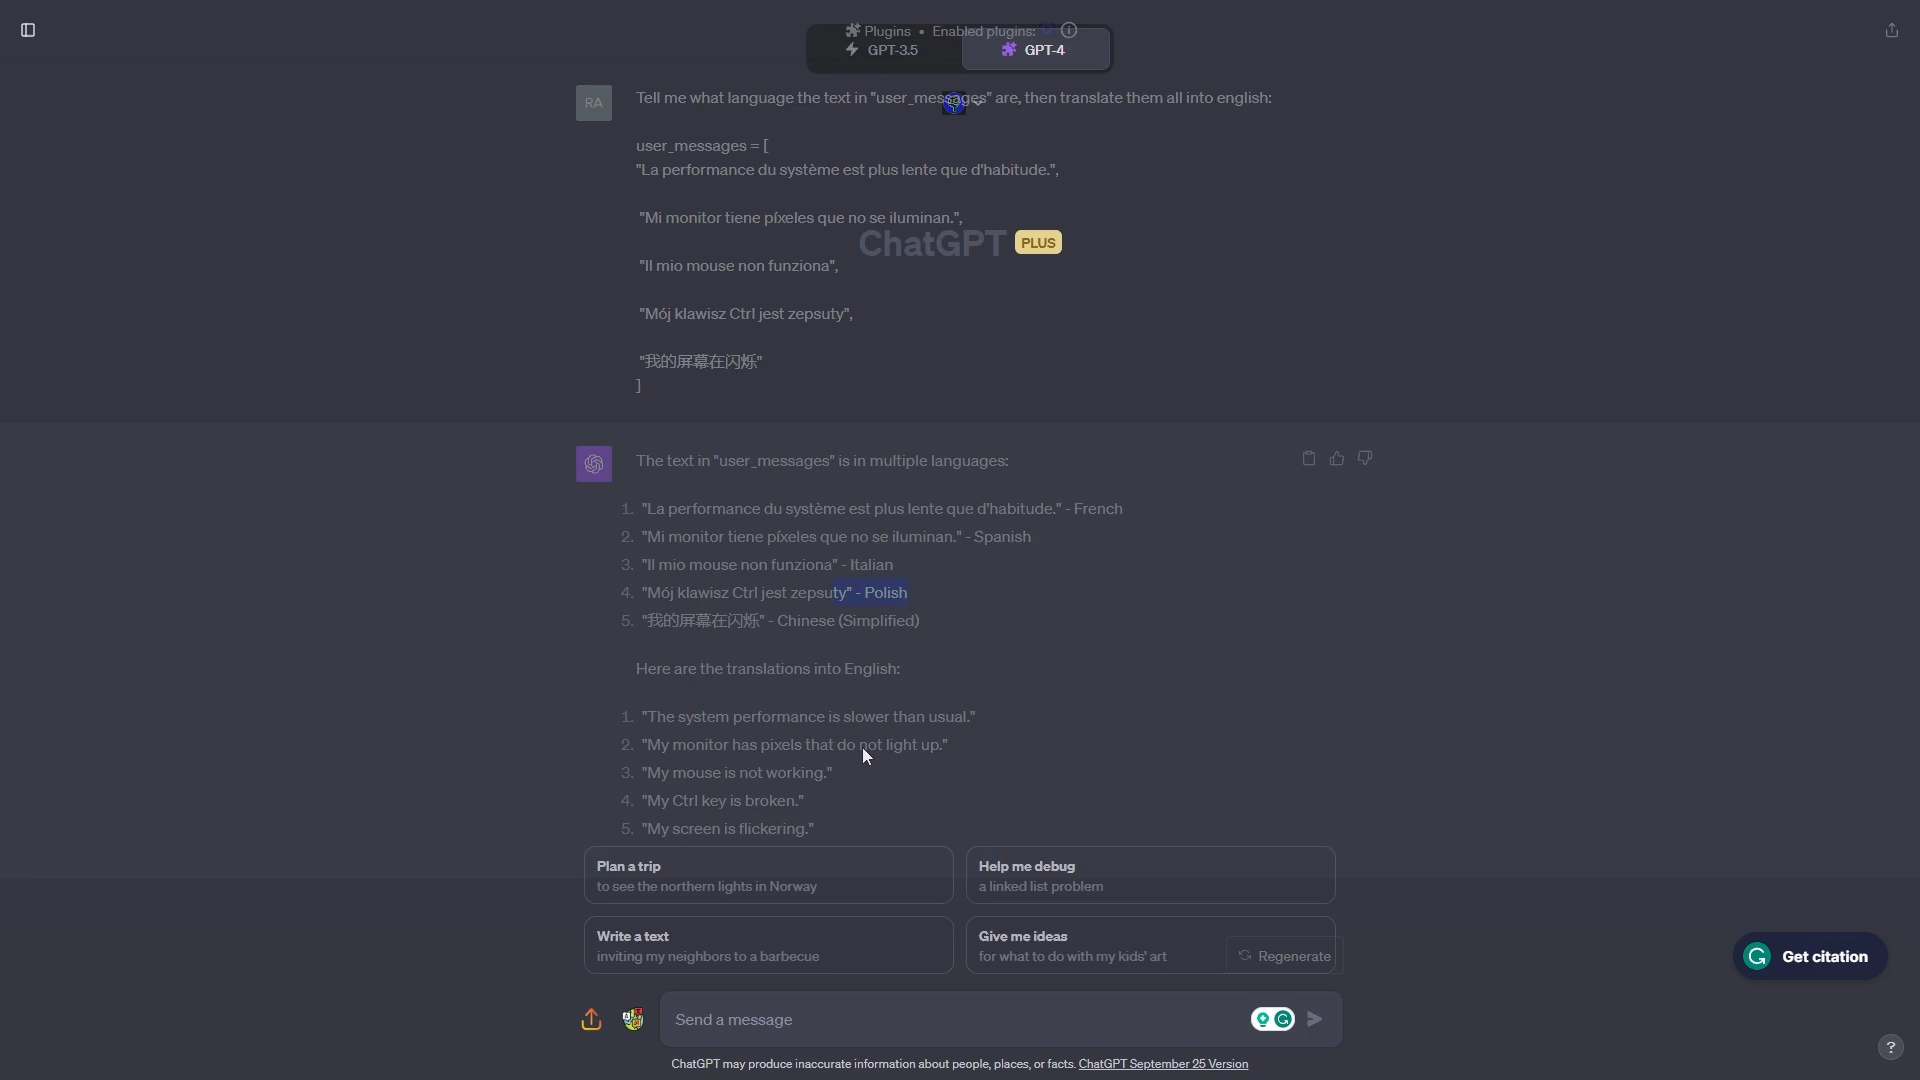 Plugins • Enabled plugins:
GPT-3.5
GPT-4
RA
Tell me what language the text in "user_messages" are, then translate them all into english:
user_messages = [
"La performance du système est plus lente que d'habitude.",
"Mi monitor tiene píxeles que no se iluminan.",
ChatGPT PLUS
"Il mio mouse non funziona",
"Mój klawisz Ctrl jest zepsuty",
"我的屏幕在闪烁"
]
The text in "user_messages" is in multiple languages:
1. "La performance du système est plus lente que d'habitude." - French
2. "Mi monitor tiene píxeles que no se iluminan." - Spanish
3. "Il mio mouse non funziona" - Italian
4. "Mój klawisz Ctrl jest zepsuty" - Polish
5. "我的屏幕在闪烁" - Chinese (Simplified)
Here are the translations into English:
1. "The system performance is slower than usual."
2. "My monitor has pixels that do not light up."
3. "My mouse is not working."
4. "My Ctrl key is broken."
5. "My screen is flickering."
Plan a trip
to see the northern lights in Norway
Help me debug
a linked list problem
Write a text
inviting my neighbors to a barbecue
Give me ideas
for what to do with my kids' art
Regenerate
Get citation
Send a message
ChatGPT may produce inaccurate information about people, places, or facts. ChatGPT September 25 Version
?